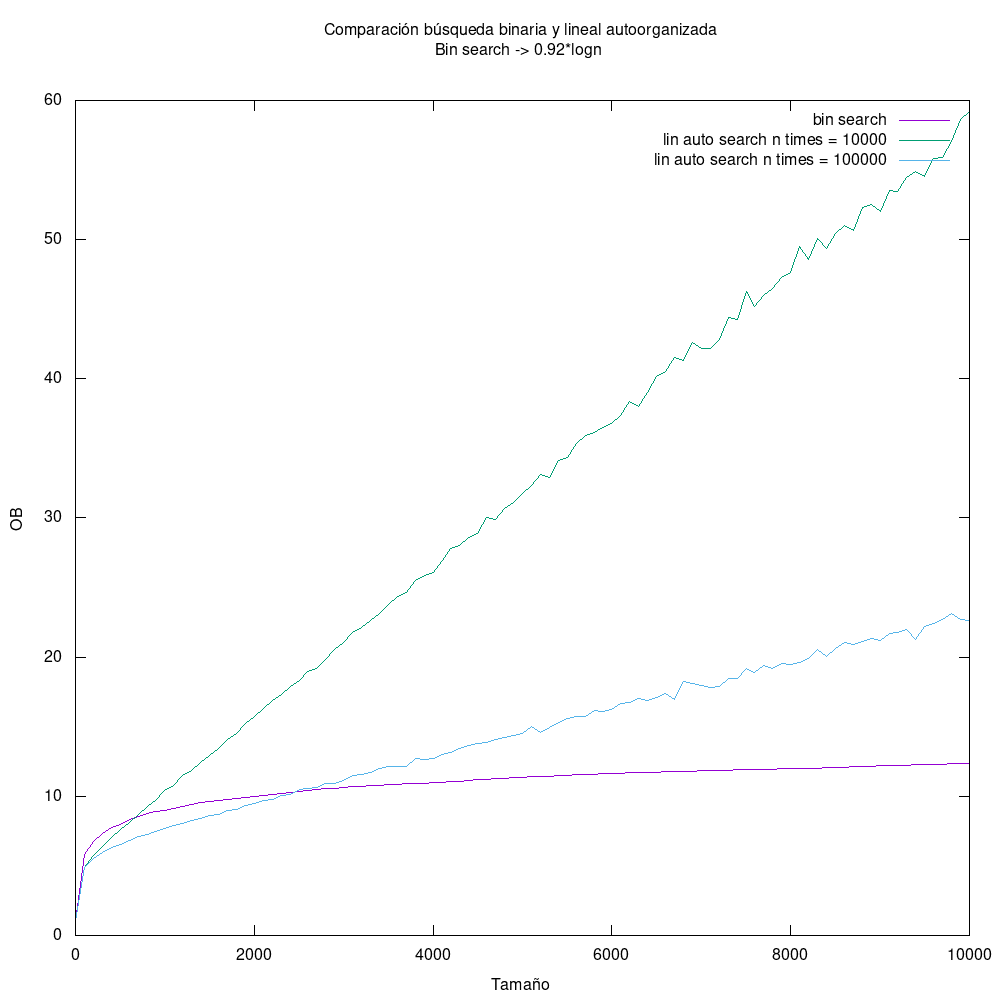 Comparación búsqueda binaria y lineal autoorganizada
Bin search -> 0.92*logn
60
50
40
30
20
10
0
OB
bin search
lin auto search n times = 10000
lin auto search n times = 100000
0 2000 4000 6000 8000 10000
Tamaño